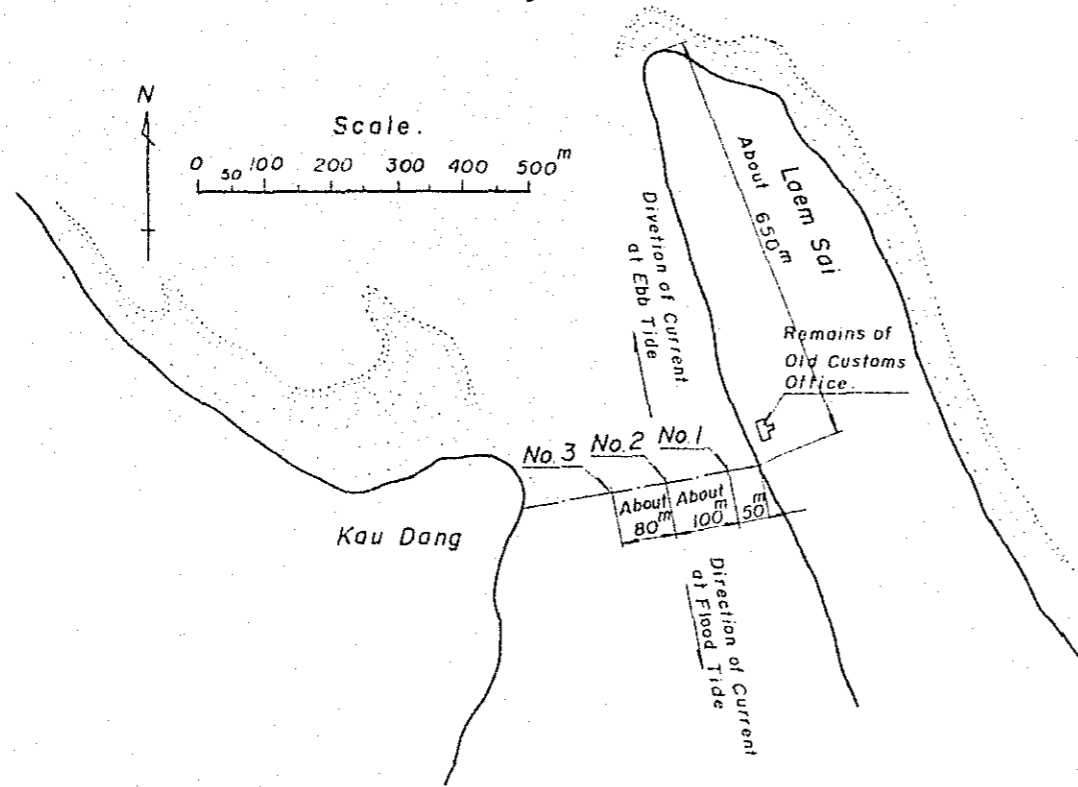 N
Scale.
0 50 100 200 300 400 500m
About 650m
Laem Sai
Divetion of Current
at Ebb Tide
Remains of
Old Customs
Office.
No. 3 No. 2 No. 1
About
80m
About
100m
50m
Kau Dang
Direction of Current
at Flood Tide